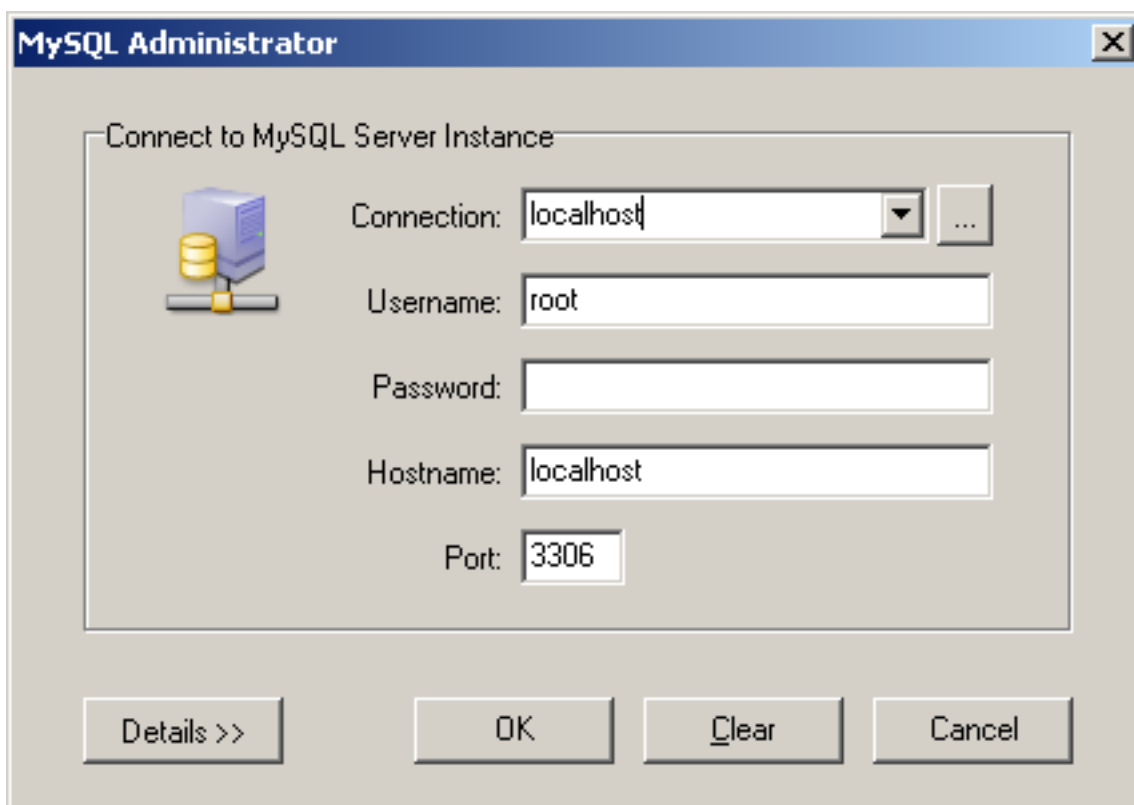 MySQL Administrator
Connect to MySQL Server Instance
Connection: localhost ...
Username: root
Password:
Hostname: localhost
Port: 3306
Details >> OK Clear Cancel